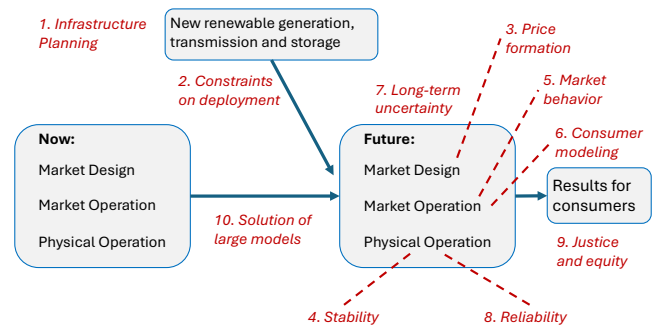 1. Infrastructure
Planning
New renewable generation,
transmission and storage
2. Constraints
on deployment
3. Price
formation
7. Long-term
uncertainty
5. Market
behavior
6. Consumer
modeling
Now:
Market Design
Market Operation
Physical Operation
10. Solution of
large models
Future:
Market Design
Market Operation
Physical Operation
Results for
consumers
9. Justice
and equity
4. Stability
8. Reliability